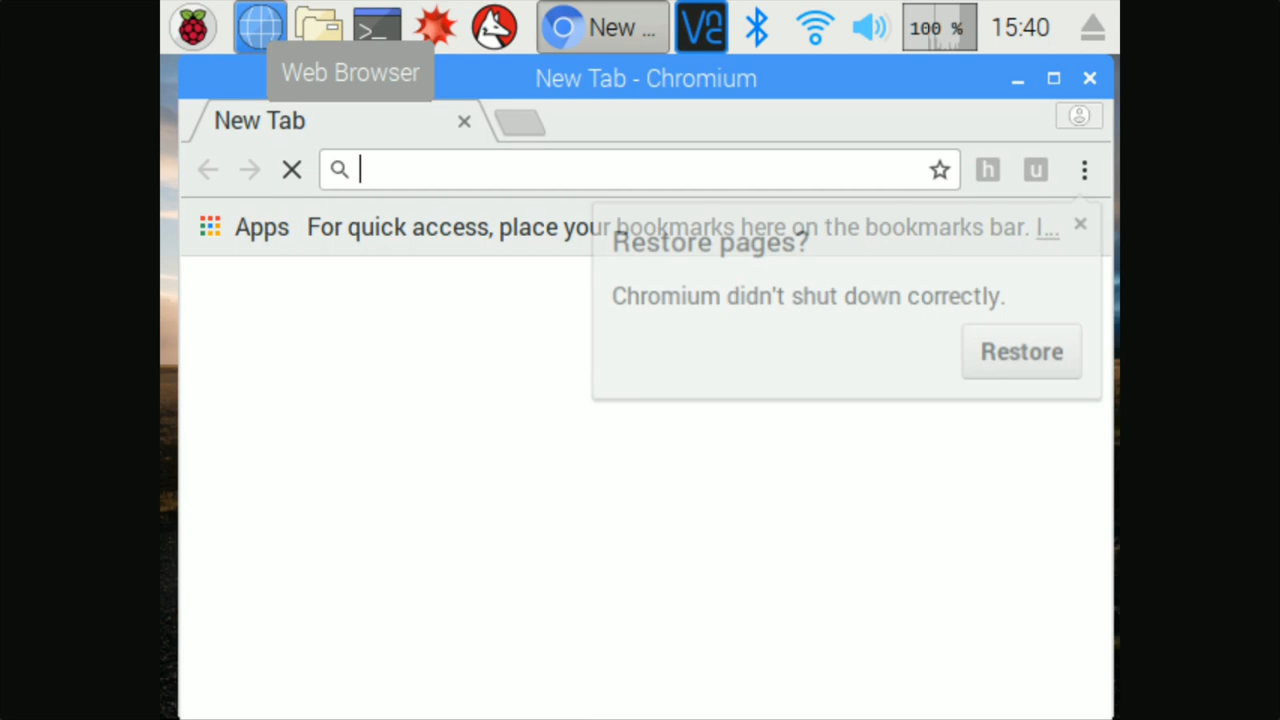 New ...
100 %
15:40
Web Browser
New Tab - Chromium
New Tab
h
u
Apps
For quick access, place your bookmarks here on the bookmarks bar. I...
Restore pages?
Chromium didn't shut down correctly.
Restore